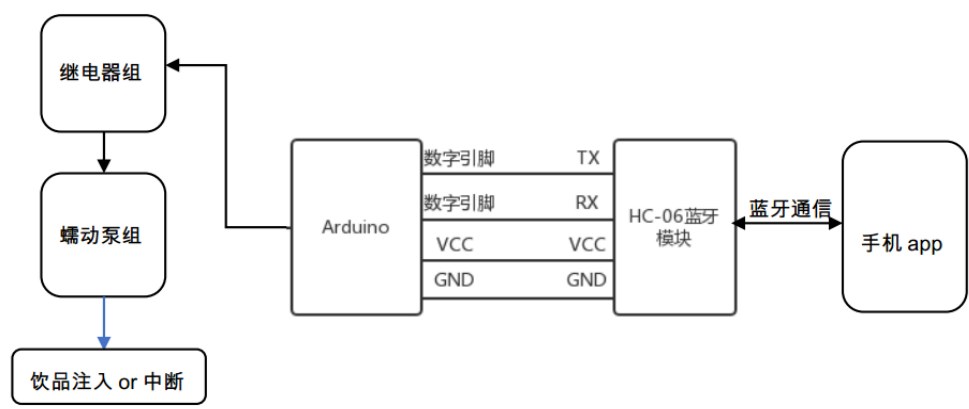 继电器组
蠕动泵组
饮品注入 or 中断
Arduino
数字引脚 TX
数字引脚 RX
VCC VCC
GND GND
HC-06蓝牙
模块
蓝牙通信
手机 app